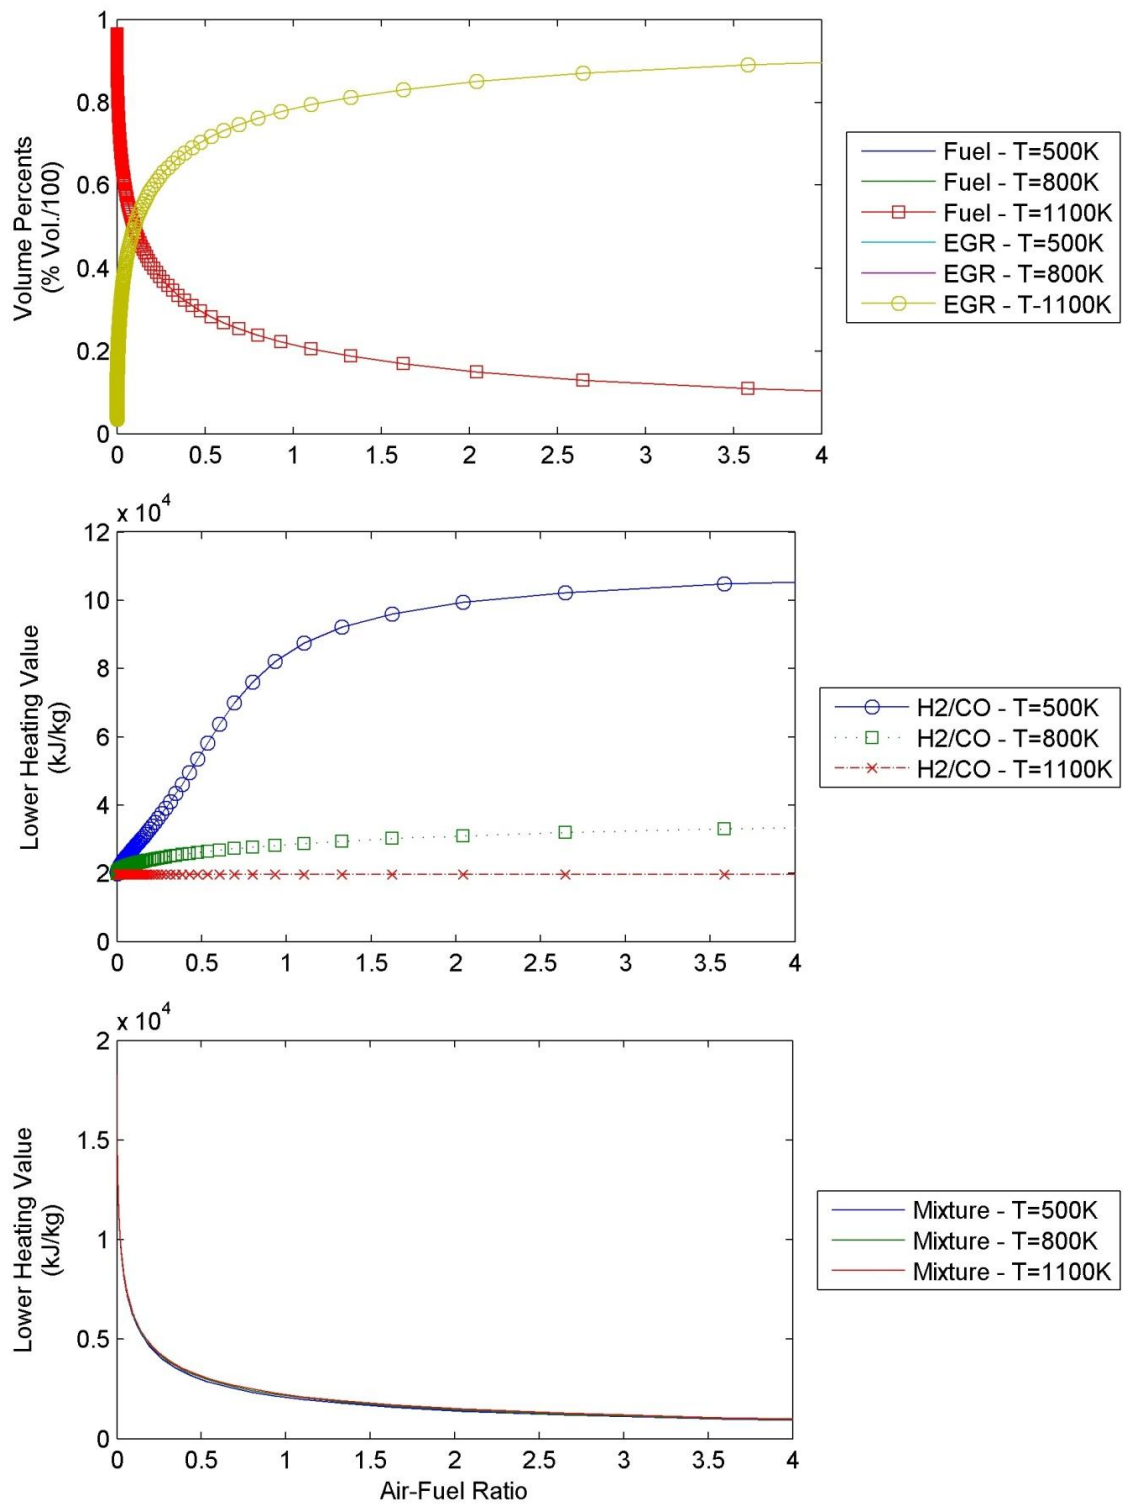 1
0.8
0.6
0.4
0.2
0
Volume Percents
(% Vol./100)
0 0.5 1 1.5 2 2.5 3 3.5 4
Fuel - T=500K
Fuel - T=800K
Fuel - T=1100K
EGR - T=500K
EGR - T=800K
EGR - T-1100K
x 10^4
12
10
8
6
4
2
0
Lower Heating Value
(kJ/kg)
0 0.5 1 1.5 2 2.5 3 3.5 4
H2/CO - T=500K
H2/CO - T=800K
H2/CO - T=1100K
x 10^4
2
1.5
1
0.5
0
Lower Heating Value
(kJ/kg)
0 0.5 1 1.5 2 2.5 3 3.5 4
Air-Fuel Ratio
Mixture - T=500K
Mixture - T=800K
Mixture - T=1100K